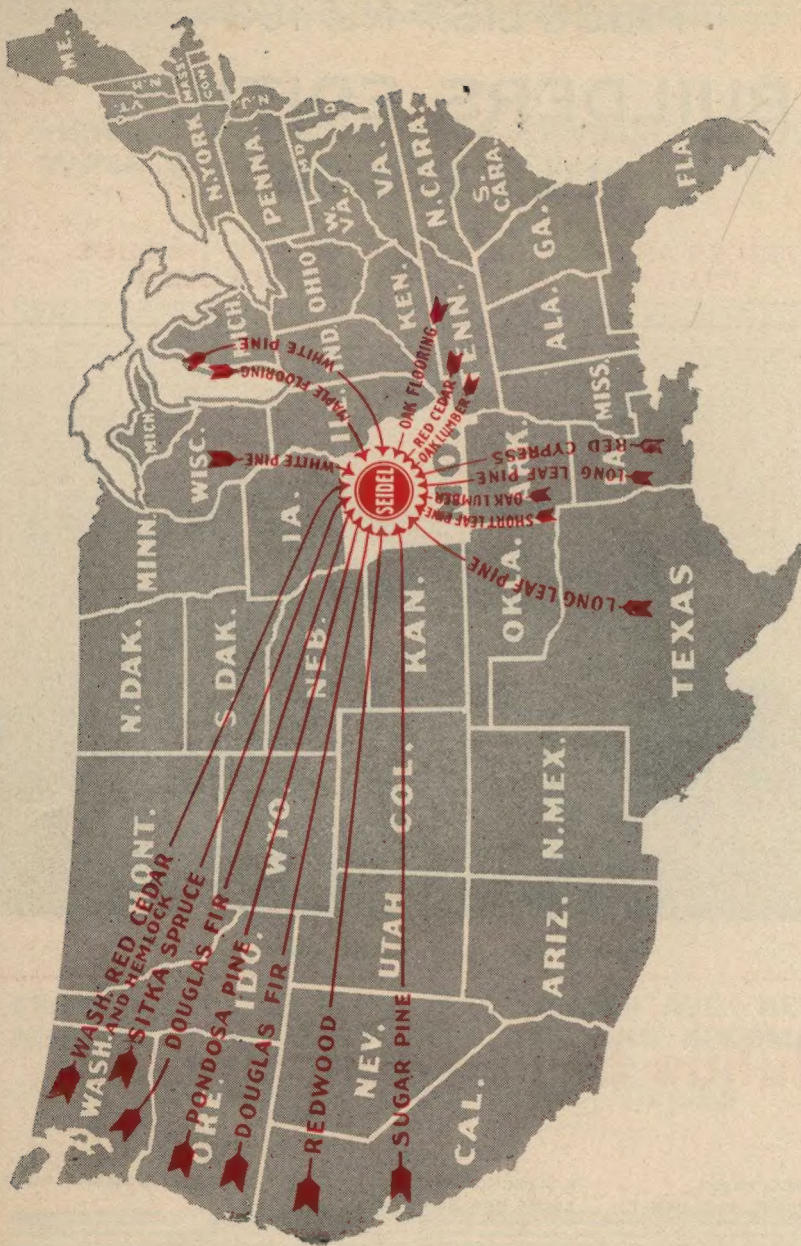 WASH. RED CEDAR
AND HEMLOCK
SITKA SPRUCE
DOUGLAS FIR
PONDOSA PINE
DOUGLAS FIR
REDWOOD
SUGAR PINE
WHITE PINE
MAPLE FLOORING
WHITE PINE
OAK FLOORING
RED CEDAR
OAK LUMBER
RED CYPRESS
LONG LEAF PINE
OAK LUMBER
SHORT LEAF PINE
LONG LEAF PINE
SEIDEL
WASH.
ORE.
CAL.
NEV.
IDO.
MONT.
WYO.
UTAH
ARIZ.
COL.
N.MEX.
N.DAK.
S.DAK.
NEB.
KAN.
OKA.
TEXAS
MINN.
IA.
WISC.
MICH.
MICH.
OHIO
KEN.
TENN.
MISS.
ALA.
GA.
FLA
S.
CARA.
N.CARA.
VA.
W.
VA.
MD
PENNA.
N.J.
N.YORK
CON.
MASS.
VT.
N.H.
ME.